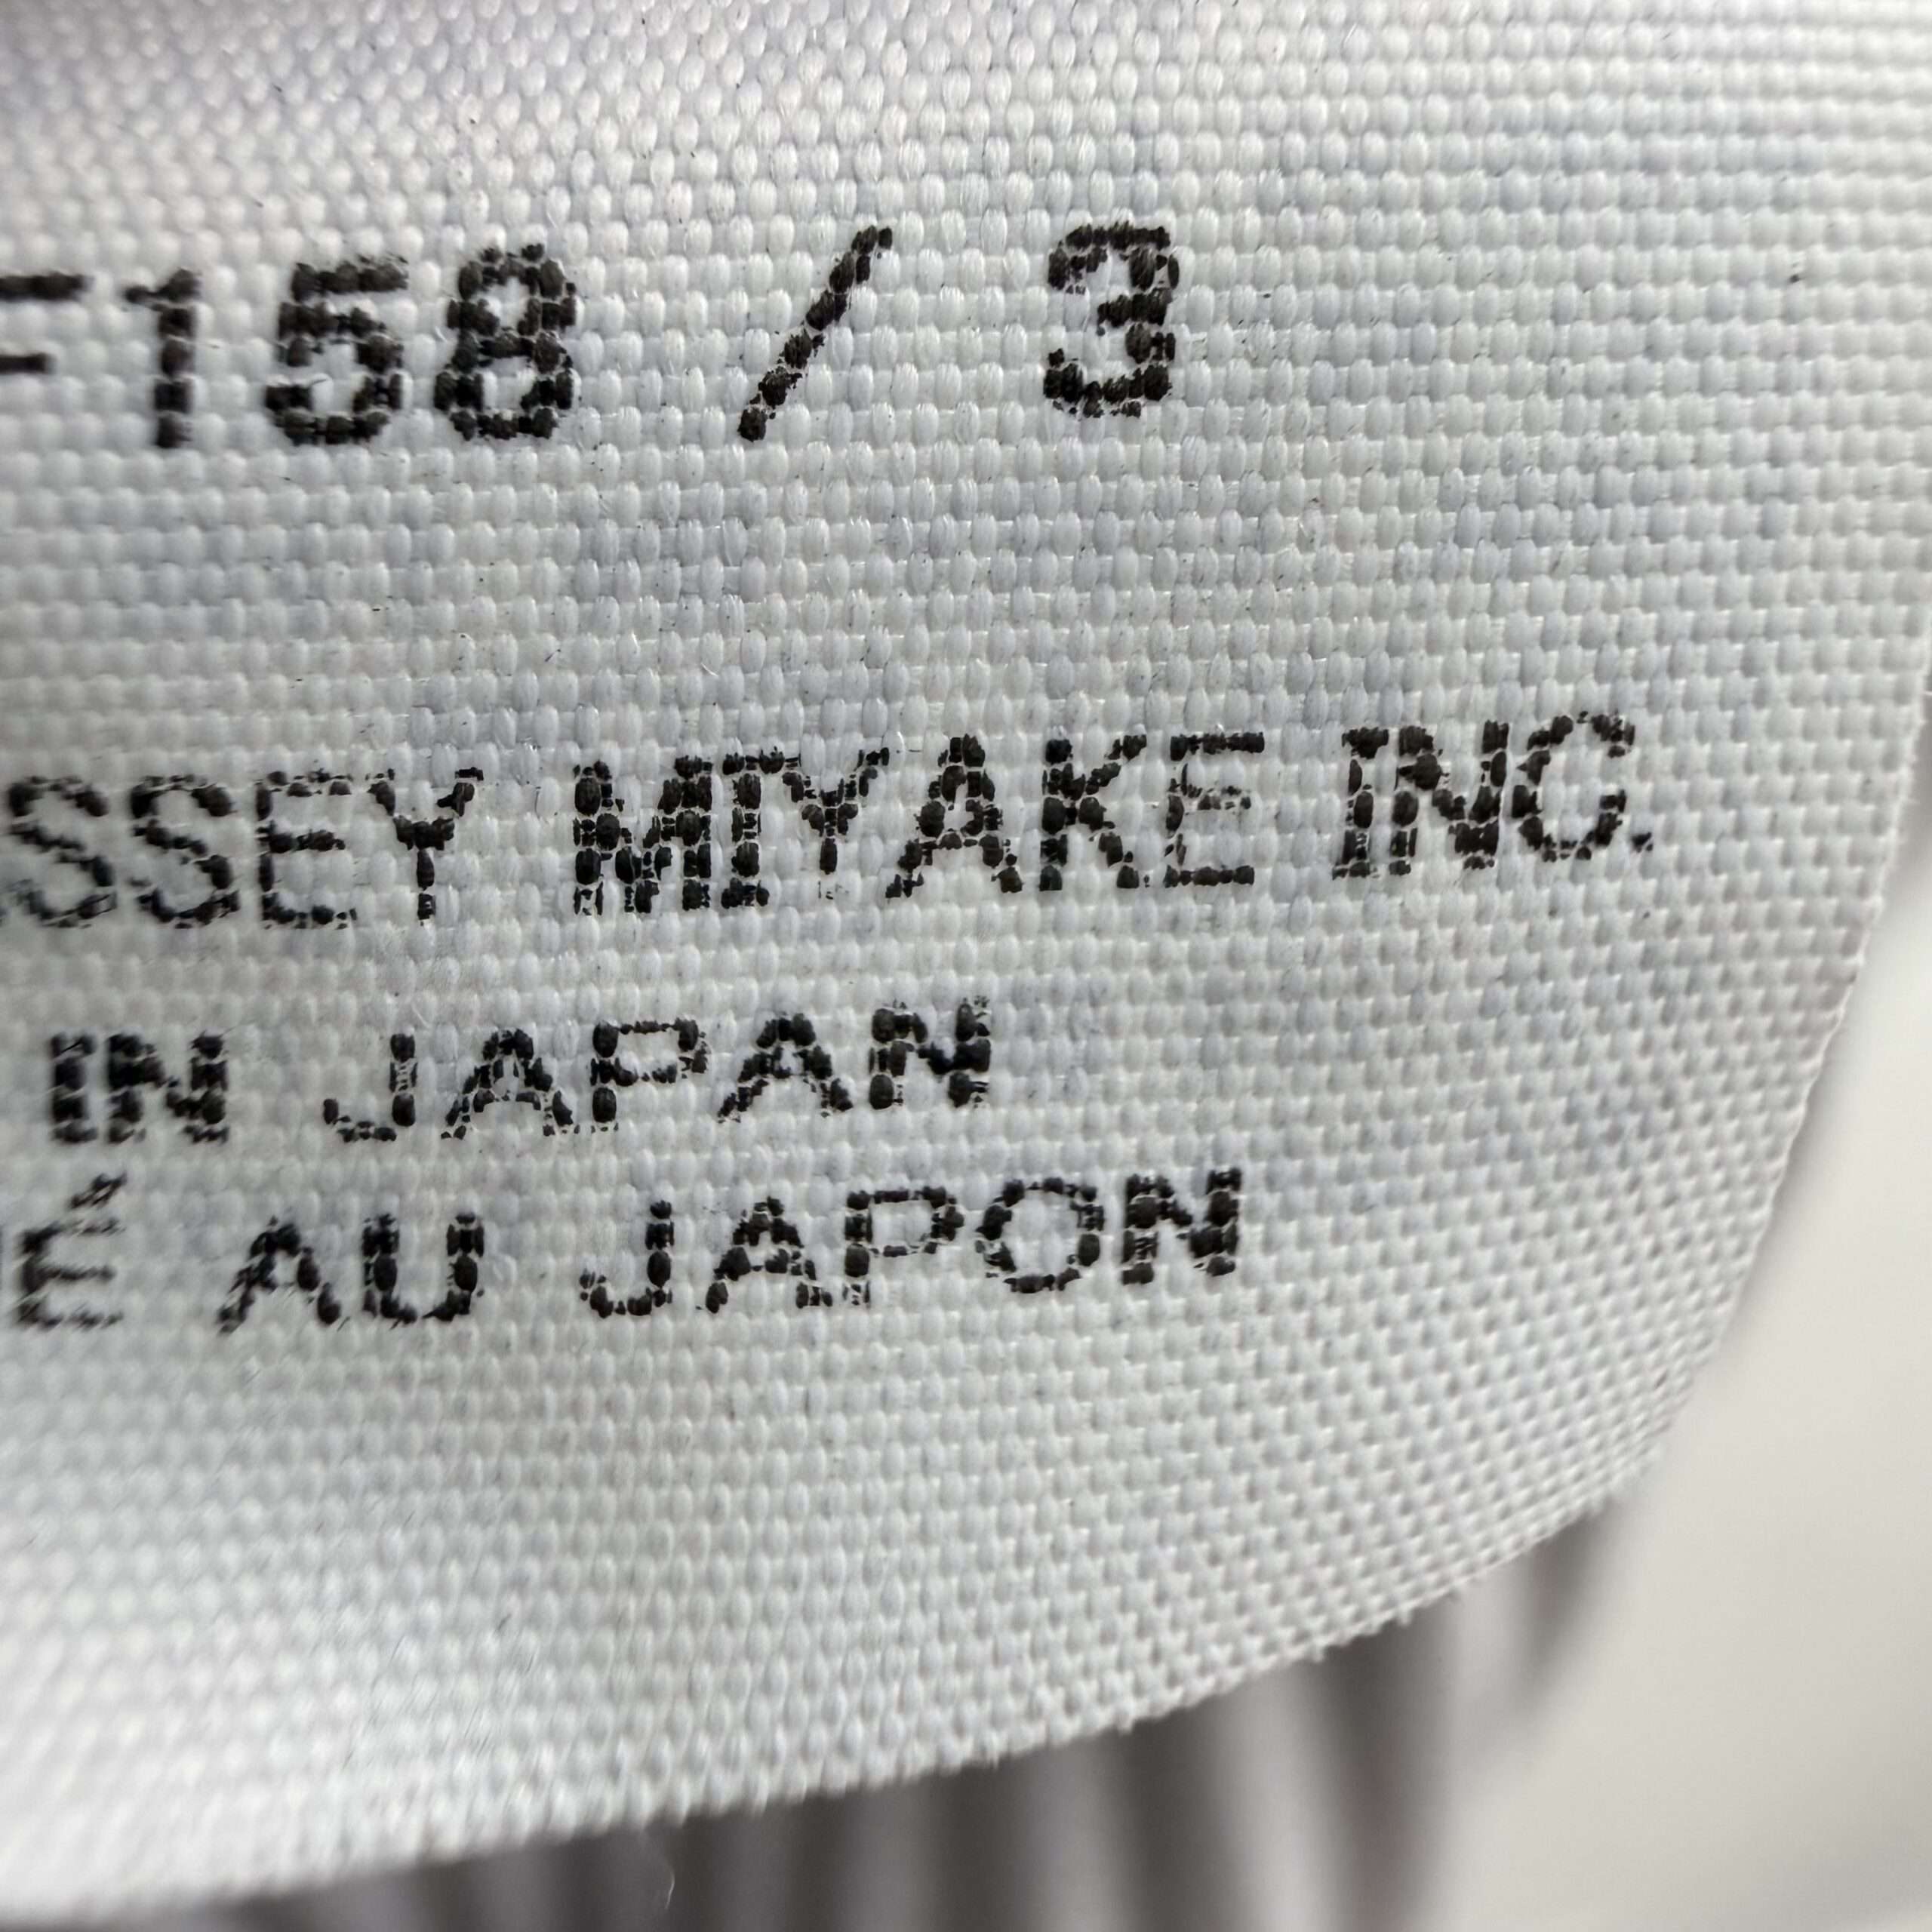 F158 / 3
SSEY MIYAKE INC.
IN JAPAN
É AU JAPON